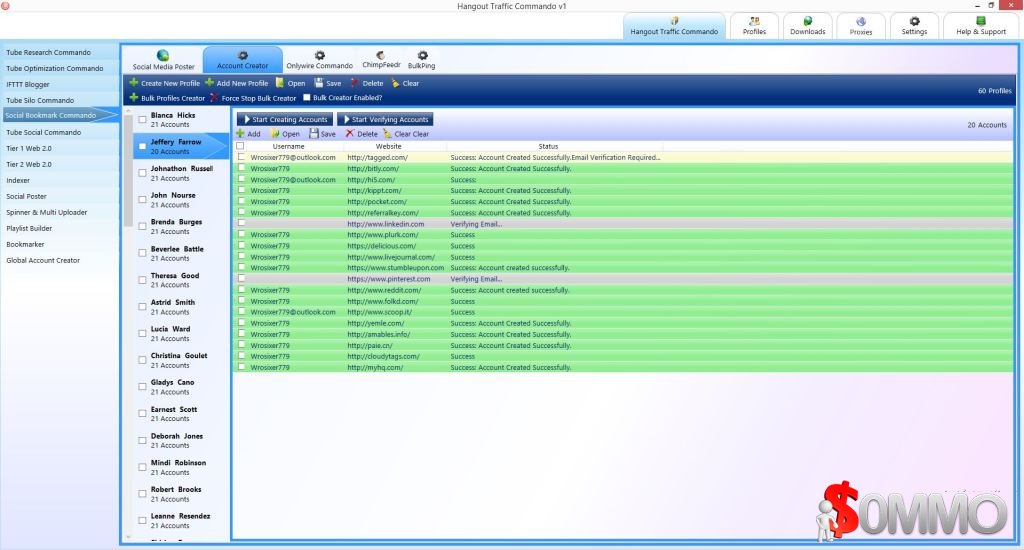 Hangout Traffic Commando v1
Hangout Traffic Commando Profiles Downloads Proxies Settings Help & Support
Tube Research Commando
Tube Optimization Commando
IFTTT Blogger
Tube Silo Commando
Social Bookmark Commando
Tube Social Commando
Tier 1 Web 2.0
Tier 2 Web 2.0
Indexer
Social Poster
Spinner & Multi Uploader
Playlist Builder
Bookmarker
Global Account Creator
Social Media Poster Account Creator Onlywire Commando ChimpFeedr BulkPing
Create New Profile Add New Profile Open Save Delete Clear
Bulk Profiles Creator Force Stop Bulk Creator Bulk Creator Enabled?
60 Profiles
Blanca Hicks
21 Accounts
Jeffery Farrow
20 Accounts
Johnathon Russell
21 Accounts
John Nourse
21 Accounts
Brenda Burges
21 Accounts
Beverlee Battle
21 Accounts
Theresa Good
21 Accounts
Astrid Smith
21 Accounts
Lucia Ward
21 Accounts
Christina Goulet
21 Accounts
Gladys Cano
21 Accounts
Earnest Scott
21 Accounts
Deborah Jones
21 Accounts
Mindi Robinson
21 Accounts
Robert Brooks
21 Accounts
Leanne Resendez
21 Accounts
Start Creating Accounts Start Verifying Accounts
Add Open Save Delete Clear Clear
20 Accounts
Username Website Status
Wrosixer779@outlook.com http://tagged.com/ Success: Account Created Successfully.Email Verification Required...
Wrosixer779 http://bitly.com/ Success: Account Created Successfully.
Wrosixer779@outlook.com http://hi5.com/ Success:
Wrosixer779 http://kippt.com/ Success: Account Created Successfully.
Wrosixer779 http://pocket.com/ Success: Account Created Successfully.
Wrosixer779 http://referralkey.com/ Success: Account Created Successfully.
http://www.linkedin.com Verifying Email...
Wrosixer779 http://www.plurk.com/ Success
Wrosixer779 https://delicious.com/ Success
Wrosixer779 http://www.livejournal.com/ Success
Wrosixer779 https://www.stumbleupon.com Success: Account created successfully.
https://www.pinterest.com Verifying Email...
Wrosixer779 http://www.reddit.com/ Success: Account created successfully.
Wrosixer779 http://www.folkd.com/ Success
Wrosixer779@outlook.com http://www.scoop.it/ Success
Wrosixer779 http://yemle.com/ Success: Account Created Successfully.
Wrosixer779 http://amables.info/ Success: Account Created Successfully.
Wrosixer779 http://paie.cn/ Success: Account Created Successfully.
Wrosixer779 http://cloudytags.com/ Success
Wrosixer779 http://myhq.com/ Success: Account Created Successfully.
$OMMO